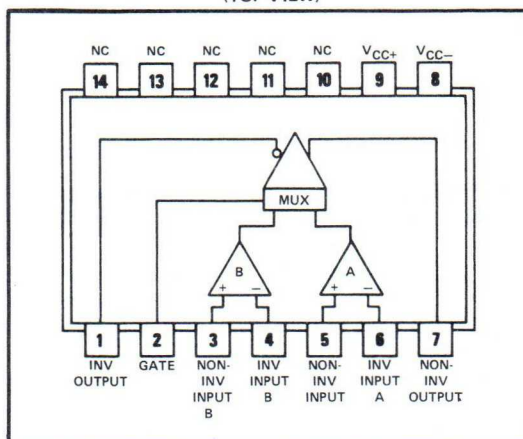 NC NC NC NC NC VCC+ VCC−
14 13 12 11 10 9 8
MUX
B A
+ − + −
1 2 3 4 5 6 7
INV OUTPUT
GATE
NON-INV INPUT B
INV INPUT B
NON-INV INPUT
INV INPUT A
NON-INV OUTPUT.